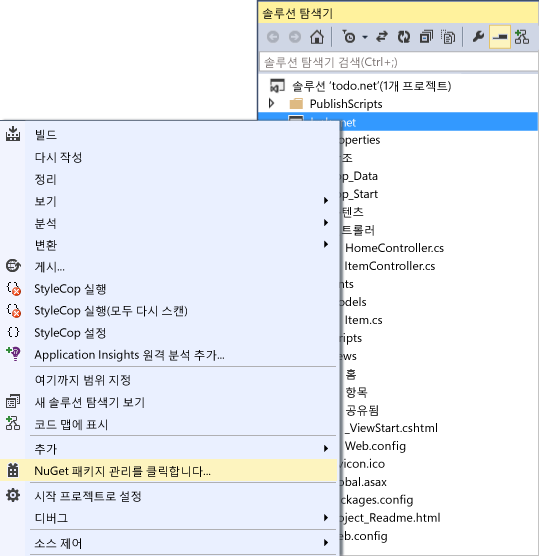 솔루션 탐색기
솔루션 탐색기 검색(Ctrl+;)
솔루션 'todo.net'(1개 프로젝트)
PublishScripts
빌드
다시 작성
정리
보기
분석
변환
게시...
StyleCop 실행
StyleCop 실행(모두 다시 스캔)
StyleCop 설정
Application Insights 원격 분석 추가...
여기까지 범위 지정
새 솔루션 탐색기 보기
코드 맵에 표시
추가
NuGet 패키지 관리를 클릭합니다...
시작 프로젝트로 설정
디버그
소스 제어
operties
조
p_Data
p_Start
텐츠
트롤러
HomeController.cs
ItemController.cs
nts
odels
Item.cs
ripts
ews
홈
항목
공유됨
_ViewStart.cshtml
Web.config
vicon.ico
obal.asax
ckages.config
oject_Readme.html
eb.config